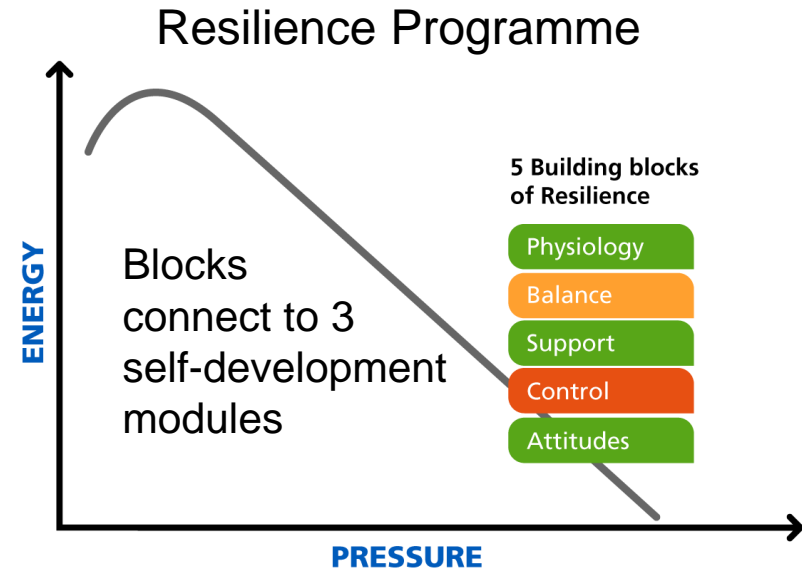 Resilience Programme
ENERGY
Blocks
connect to 3
self-development
modules
5 Building blocks
of Resilience
Physiology
Balance
Support
Control
Attitudes
PRESSURE